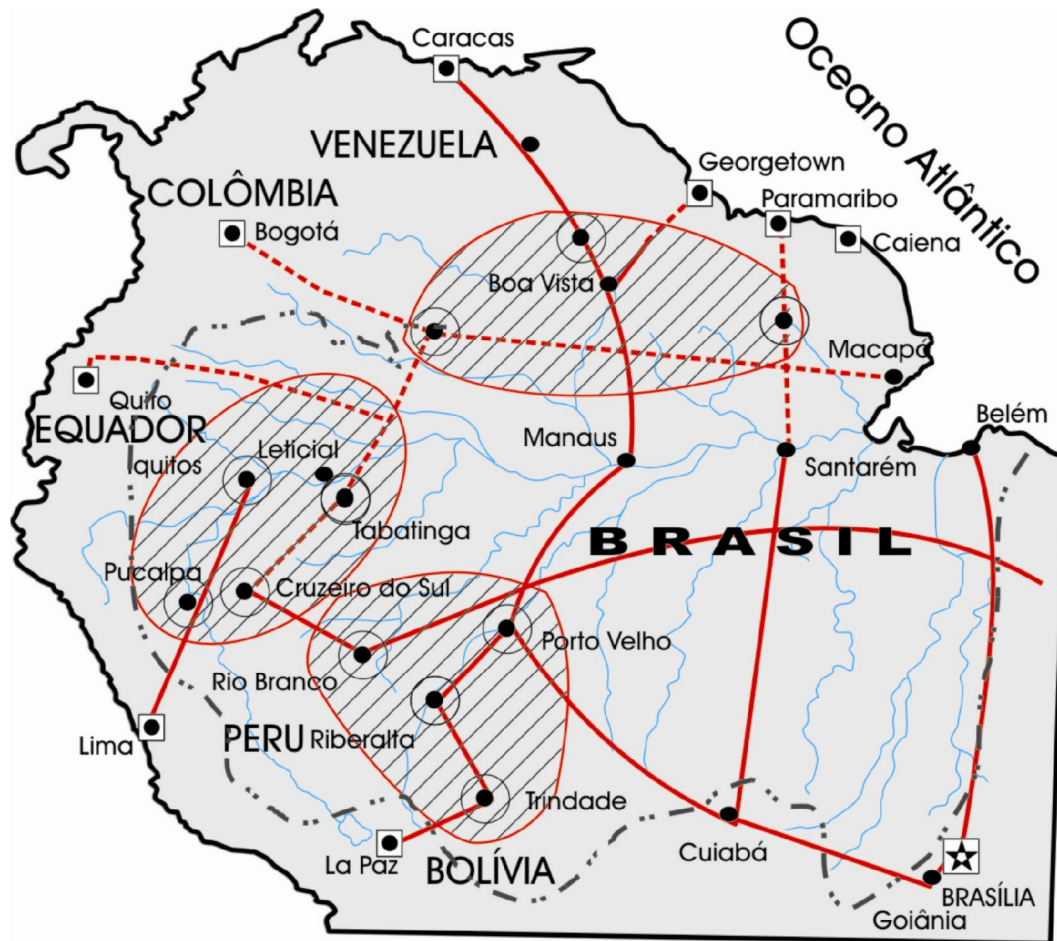 Caracas
Oceano Atlântico
VENEZUELA
Georgetown
COLÔMBIA
Paramaribo
Bogotá
Caiena
Boa Vista
Macapá
Quito
EQUADOR
Belém
Leticial
Manaus
Iquitos
Santarém
Tabatinga
BRASIL
Pucalpa
Cruzeiro do Sul
Porto Velho
Rio Branco
PERU
Riberalta
Lima
Trindade
La Paz
BOLÍVIA
Cuiabá
BRASÍLIA
Goiânia